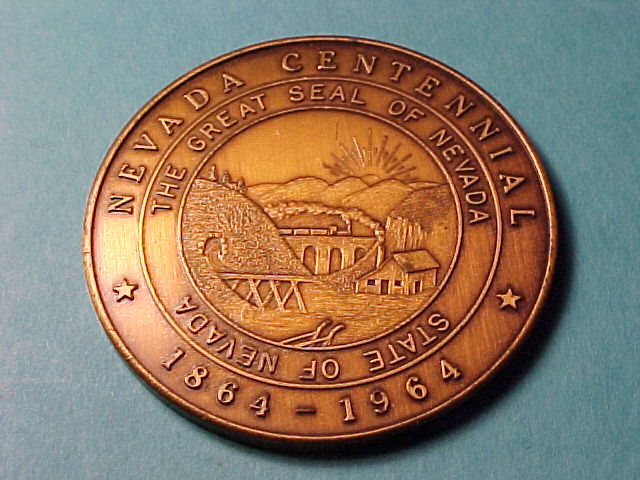 NEVADA CENTENNIAL
THE GREAT SEAL OF NEVADA
STATE OF NEVADA
1864 - 1964